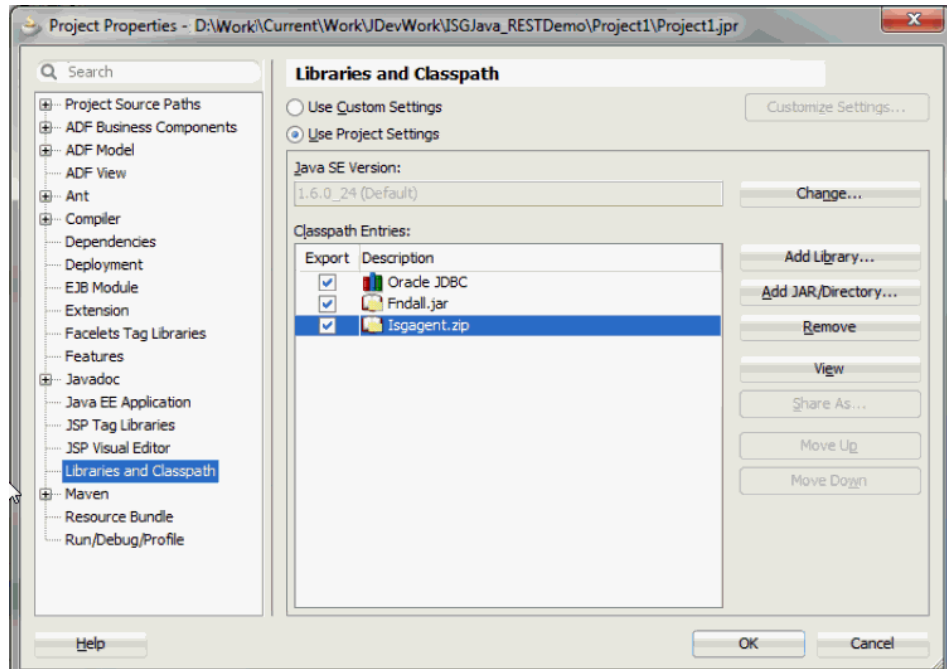 Project Properties - D:\Work\Current\Work\JDevWork\ISGJava_RESTDemo\Project1\Project1.jpr
Search
Project Source Paths
ADF Business Components
ADF Model
ADF View
Ant
Compiler
Dependencies
Deployment
EJB Module
Extension
Facelets Tag Libraries
Features
Javadoc
Java EE Application
JSP Tag Libraries
JSP Visual Editor
Libraries and Classpath
Maven
Resource Bundle
Run/Debug/Profile
Libraries and Classpath
Use Custom Settings
Customize Settings...
Use Project Settings
Java SE Version:
1.6.0_24 (Default)
Change...
Classpath Entries:
Export Description
Oracle JDBC
Fndall.jar
Isgagent.zip
Add Library...
Add JAR/Directory...
Remove
View
Share As...
Move Up
Move Down
Help
OK
Cancel